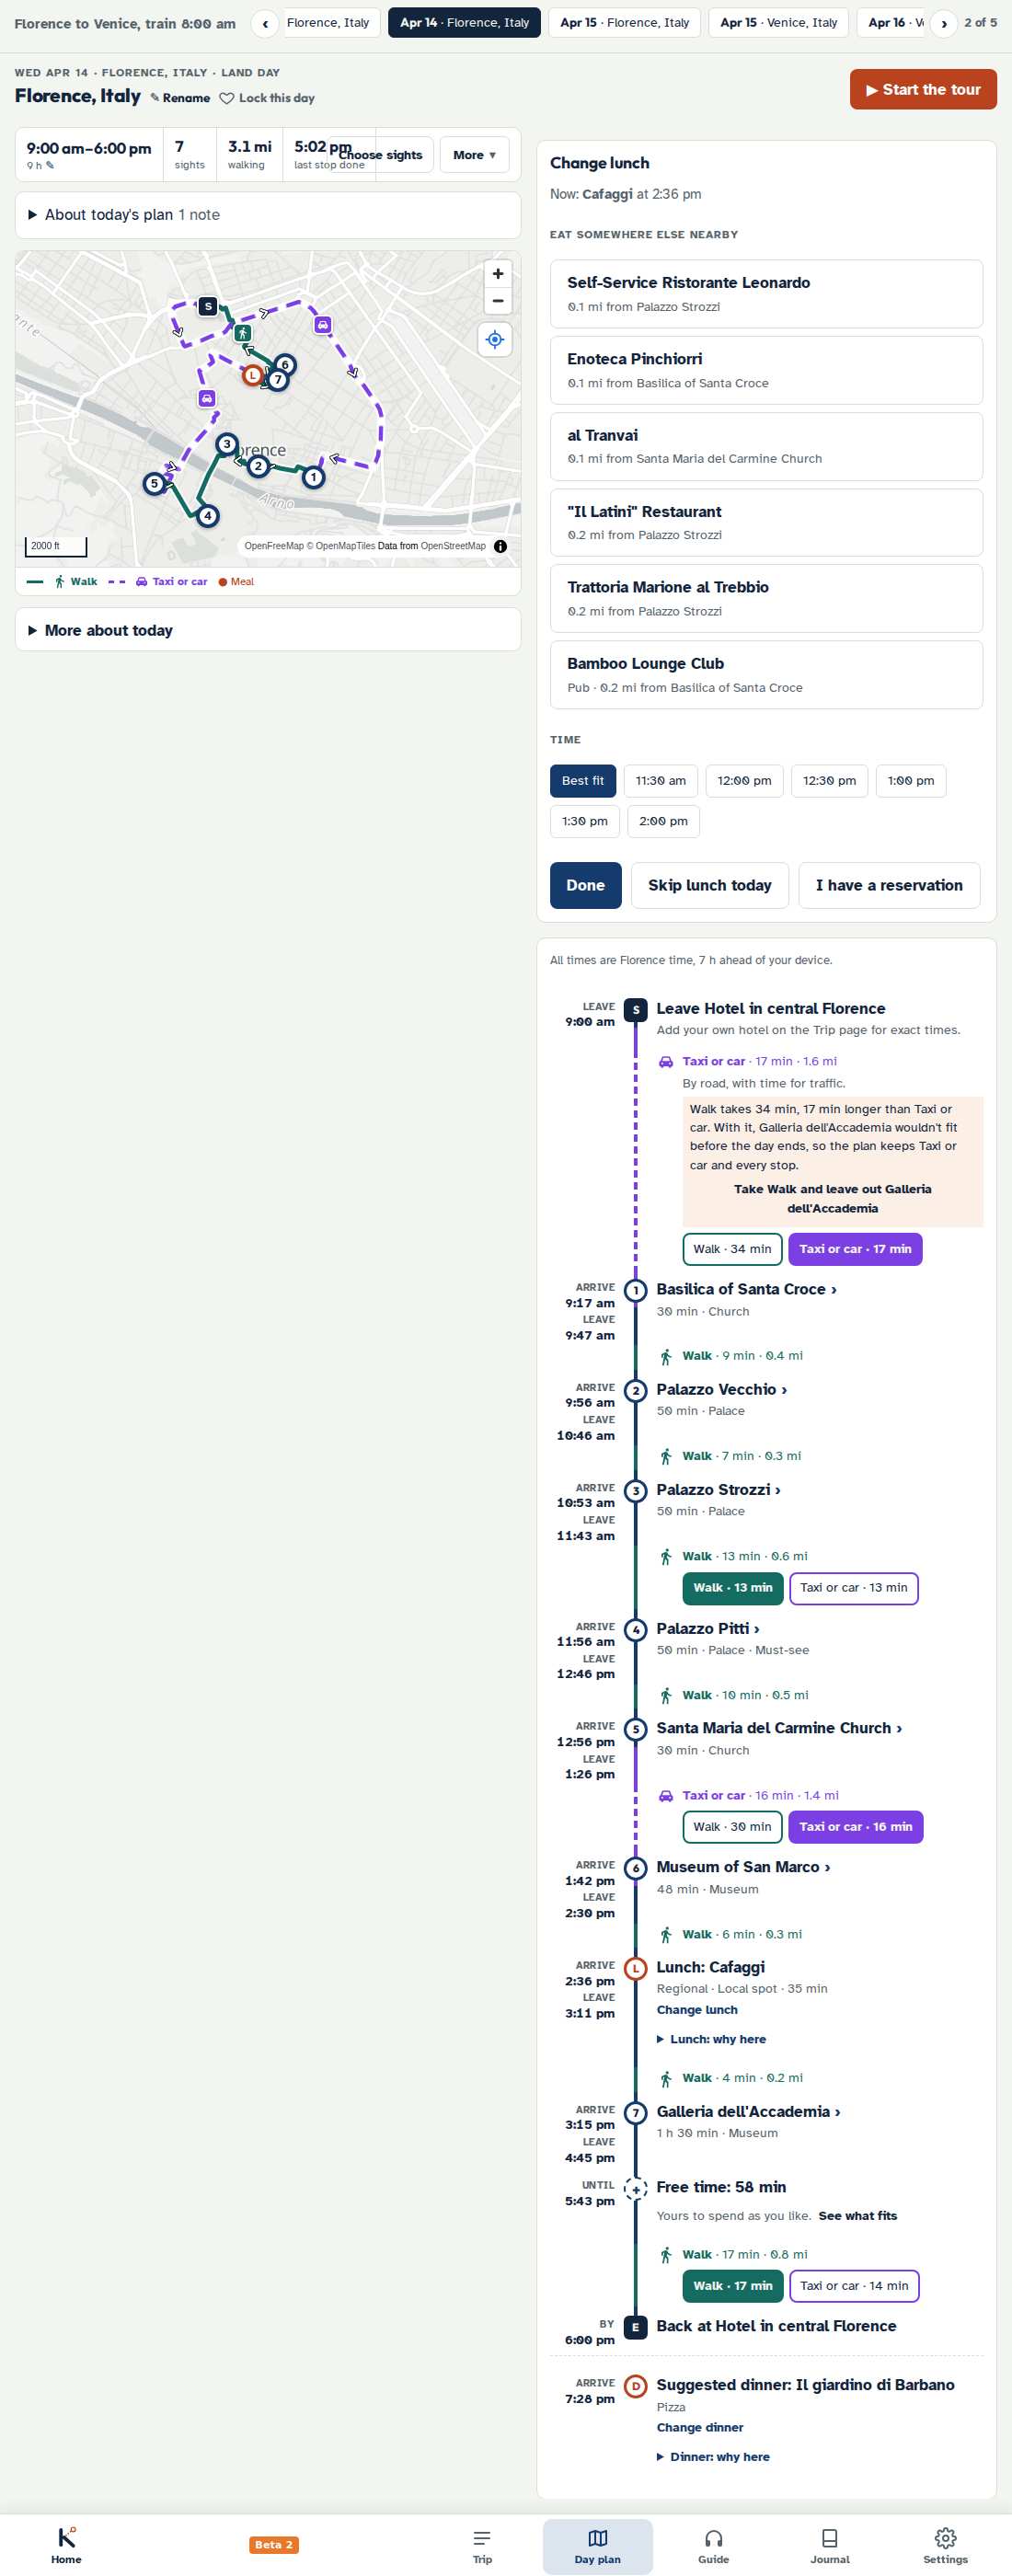 Florence to Venice, train 8:00 am
‹
Florence, Italy
Apr 14 · Florence, Italy
Apr 15 · Florence, Italy
Apr 15 · Venice, Italy
Apr 16 ·
›
2 of 5
WED APR 14 · FLORENCE, ITALY · LAND DAY
Florence, Italy ✎ Rename Lock this day
▶ Start the tour
9:00 am–6:00 pm
9 h ✎
7
sights
3.1 mi
walking
5:02 pm
last stop done
Choose sights
More ▾
▶ About today's plan 1 note
S
6
L
7
3
2
1
5
4
Arno
+
−
2000 ft
OpenFreeMap © OpenMapTiles Data from OpenStreetMap
Walk Taxi or car Meal
▶ More about today
Change lunch
Now: Cafaggi at 2:36 pm
EAT SOMEWHERE ELSE NEARBY
Self-Service Ristorante Leonardo
0.1 mi from Palazzo Strozzi
Enoteca Pinchiorri
0.1 mi from Basilica of Santa Croce
al Tranvai
0.1 mi from Santa Maria del Carmine Church
"Il Latini" Restaurant
0.2 mi from Palazzo Strozzi
Trattoria Marione al Trebbio
0.2 mi from Palazzo Strozzi
Bamboo Lounge Club
Pub · 0.2 mi from Basilica of Santa Croce
TIME
Best fit 11:30 am 12:00 pm 12:30 pm 1:00 pm
1:30 pm 2:00 pm
Done Skip lunch today I have a reservation
All times are Florence time, 7 h ahead of your device.
LEAVE
9:00 am
S
Leave Hotel in central Florence
Add your own hotel on the Trip page for exact times.
Taxi or car · 17 min · 1.6 mi
By road, with time for traffic.
Walk takes 34 min, 17 min longer than Taxi or
car. With it, Galleria dell'Accademia wouldn't fit
before the day ends, so the plan keeps Taxi or
car and every stop.
Take Walk and leave out Galleria
dell'Accademia
Walk · 34 min Taxi or car · 17 min
ARRIVE
9:17 am
LEAVE
9:47 am
1
Basilica of Santa Croce ›
30 min · Church
Walk · 9 min · 0.4 mi
ARRIVE
9:56 am
LEAVE
10:46 am
2
Palazzo Vecchio ›
50 min · Palace
Walk · 7 min · 0.3 mi
ARRIVE
10:53 am
LEAVE
11:43 am
3
Palazzo Strozzi ›
50 min · Palace
Walk · 13 min · 0.6 mi
Walk · 13 min Taxi or car · 13 min
ARRIVE
11:56 am
LEAVE
12:46 pm
4
Palazzo Pitti ›
50 min · Palace · Must-see
Walk · 10 min · 0.5 mi
ARRIVE
12:56 pm
LEAVE
1:26 pm
5
Santa Maria del Carmine Church ›
30 min · Church
Taxi or car · 16 min · 1.4 mi
Walk · 30 min Taxi or car · 16 min
ARRIVE
1:42 pm
LEAVE
2:30 pm
6
Museum of San Marco ›
48 min · Museum
Walk · 6 min · 0.3 mi
ARRIVE
2:36 pm
LEAVE
3:11 pm
L
Lunch: Cafaggi
Regional · Local spot · 35 min
Change lunch
▶ Lunch: why here
Walk · 4 min · 0.2 mi
ARRIVE
3:15 pm
LEAVE
4:45 pm
7
Galleria dell'Accademia ›
1 h 30 min · Museum
UNTIL
5:43 pm
+
Free time: 58 min
Yours to spend as you like. See what fits
Walk · 17 min · 0.8 mi
Walk · 17 min Taxi or car · 14 min
BY
6:00 pm
E
Back at Hotel in central Florence
ARRIVE
7:28 pm
D
Suggested dinner: Il giardino di Barbano
Pizza
Change dinner
▶ Dinner: why here
Home
Beta 2
Trip
Day plan
Guide
Journal
Settings